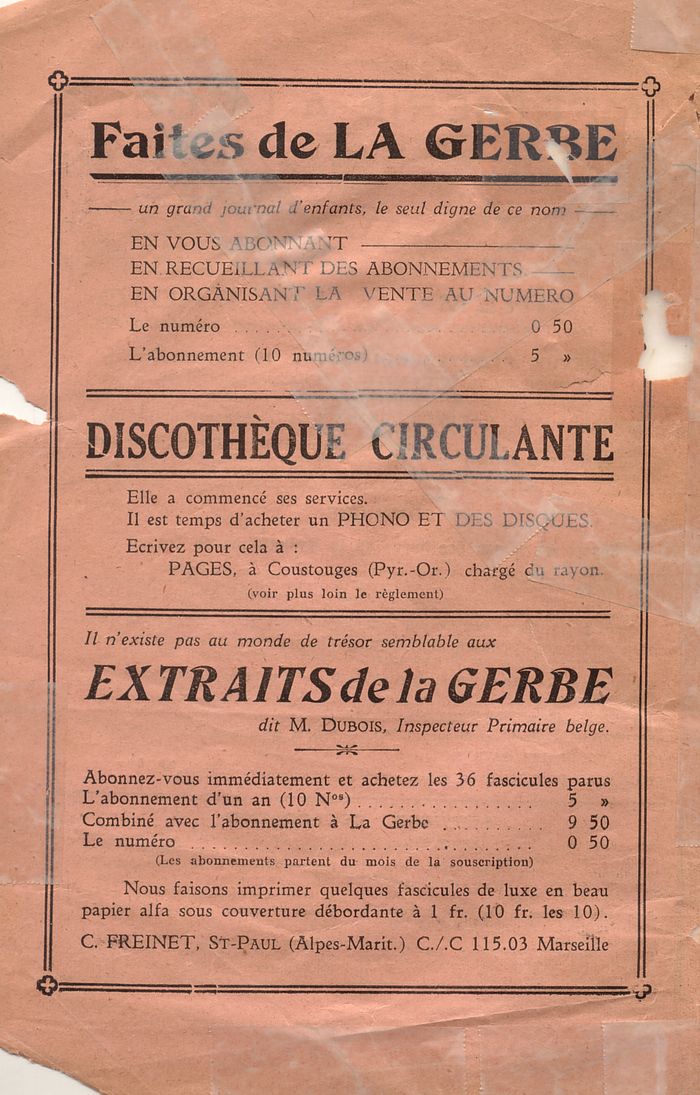 Faites de LA GERBE
un grand journal d'enfants, le seul digne de ce nom
EN VOUS ABONNANT
EN RECUEILLANT DES ABONNEMENTS
EN ORGANISANT LA VENTE AU NUMERO
Le numéro . . . . . . . . . . . . . . . . . . . . 0 50
L'abonnement (10 numéros) . . . . . . . . . . . . 5 »
DISCOTHÈQUE CIRCULANTE
Elle a commencé ses services.
Il est temps d'acheter un PHONO ET DES DISQUES.
Ecrivez pour cela à :
PAGES, à Coustouges (Pyr.-Or.) chargé du rayon.
(voir plus loin le règlement)
Il n'existe pas au monde de trésor semblable aux
EXTRAITS de la GERBE
dit M. DUBOIS, Inspecteur Primaire belge.
Abonnez-vous immédiatement et achetez les 36 fascicules parus
L'abonnement d'un an (10 Nos) . . . . . . . . . . . . . . . . 5 »
Combiné avec l'abonnement à La Gerbe . . . . . . . . . 9 50
Le numéro . . . . . . . . . . . . . . . . . . . . . . . . . . . . . . 0 50
(Les abonnements partent du mois de la souscription)
Nous faisons imprimer quelques fascicules de luxe en beau
papier alfa sous couverture débordante à 1 fr. (10 fr. les 10).
C. FREINET, ST-PAUL (Alpes-Marit.) C./.C 115.03 Marseille